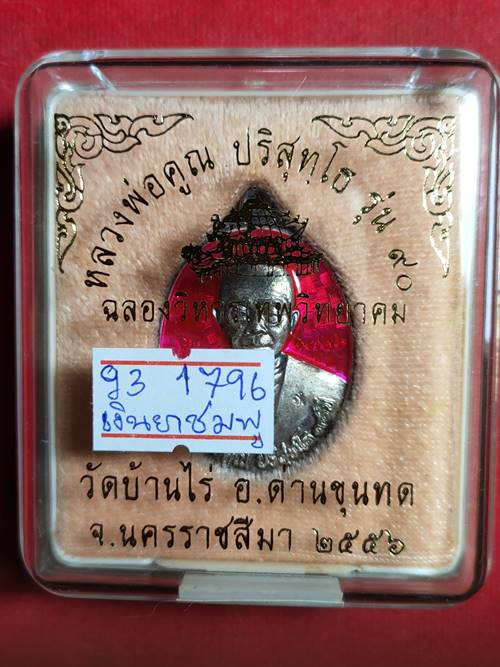 หลวงพ่อคูณ ปริสุทฺโธ รุ่น ๙๐
ฉลองวิหารเทพวิทยาคม
93 1796
เงินยาชมพู
วัดบ้านไร่ อ.ด่านขุนทด
จ.นครราชสีมา ๒๕๕๖